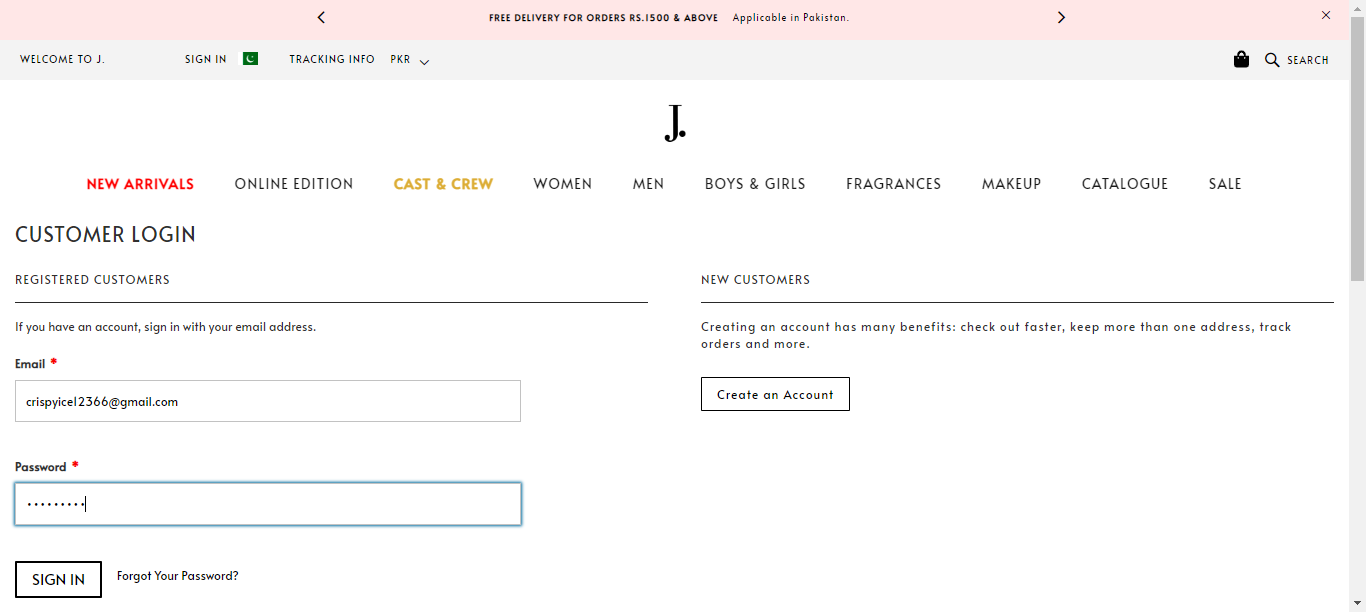 FREE DELIVERY FOR ORDERS RS.1500 & ABOVE Applicable in Pakistan.
WELCOME TO J. SIGN IN TRACKING INFO PKR SEARCH
J.
NEW ARRIVALS ONLINE EDITION CAST & CREW WOMEN MEN BOYS & GIRLS FRAGRANCES MAKEUP CATALOGUE SALE
CUSTOMER LOGIN
REGISTERED CUSTOMERS
If you have an account, sign in with your email address.
Email *
crispyice12366@gmail.com
Password *
•••••••••
SIGN IN Forgot Your Password?
NEW CUSTOMERS
Creating an account has many benefits: check out faster, keep more than one address, track
orders and more.
Create an Account